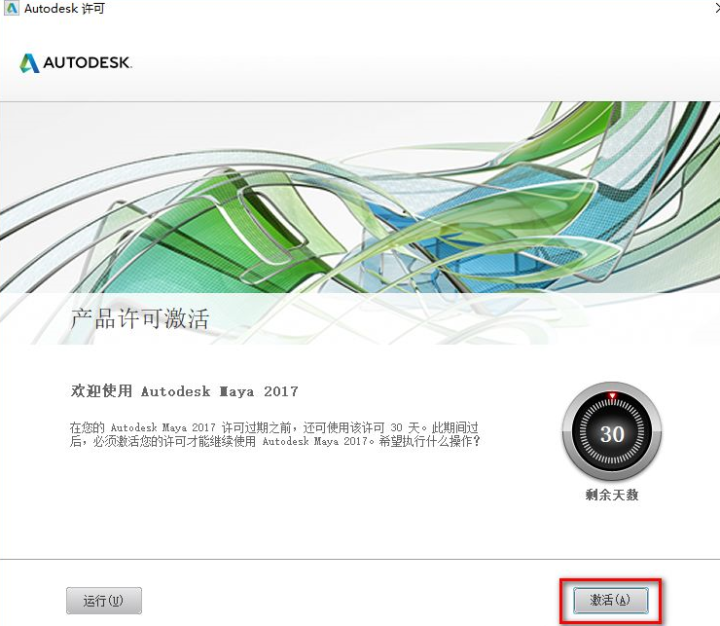 Autodesk 许可
AUTODESK
产品许可激活
欢迎使用 Autodesk Maya 2017
在您的 Autodesk Maya 2017 许可过期之前，还可使用该许可 30 天。此期间过
后，必须激活您的许可才能继续使用 Autodesk Maya 2017。希望执行什么操作?
30
剩余天数
运行(U)
激活(A)